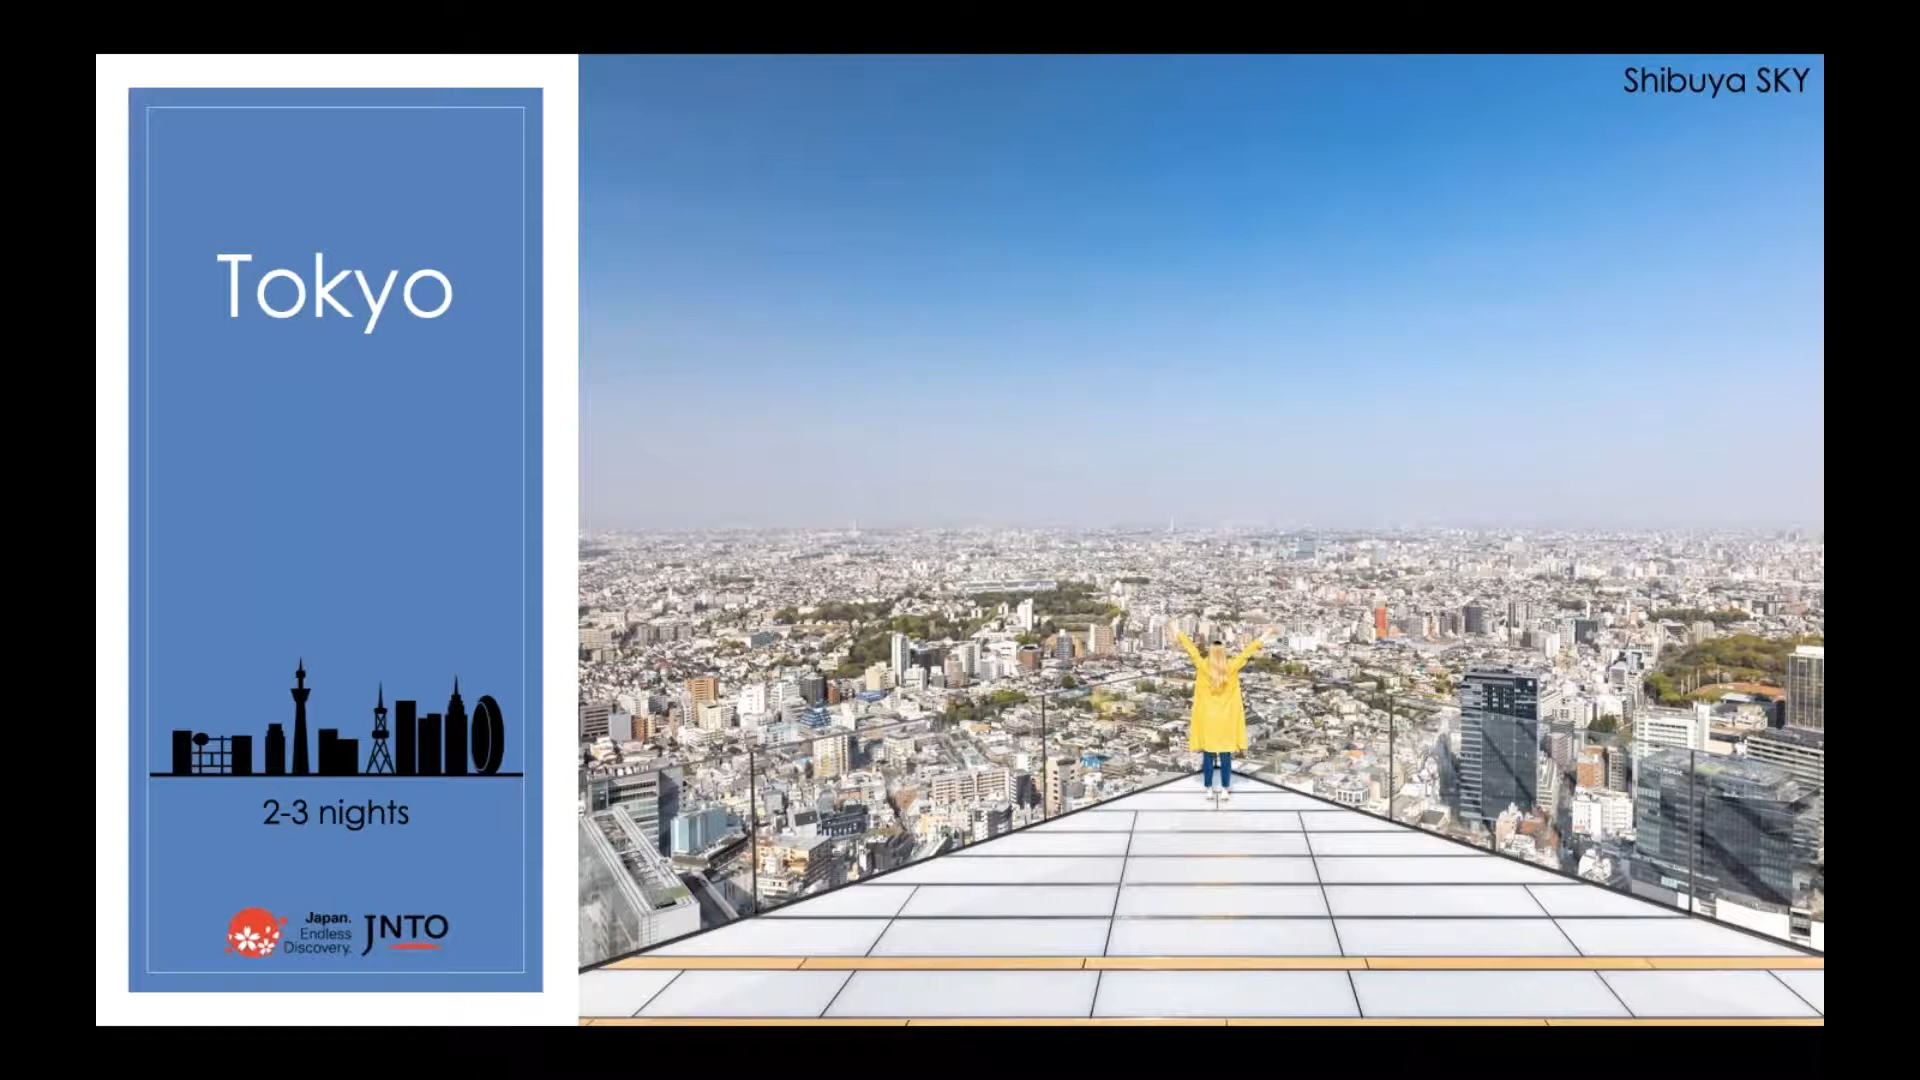 Tokyo
2-3 nights
Japan.
Endless
Discovery.
JNTO
Shibuya SKY